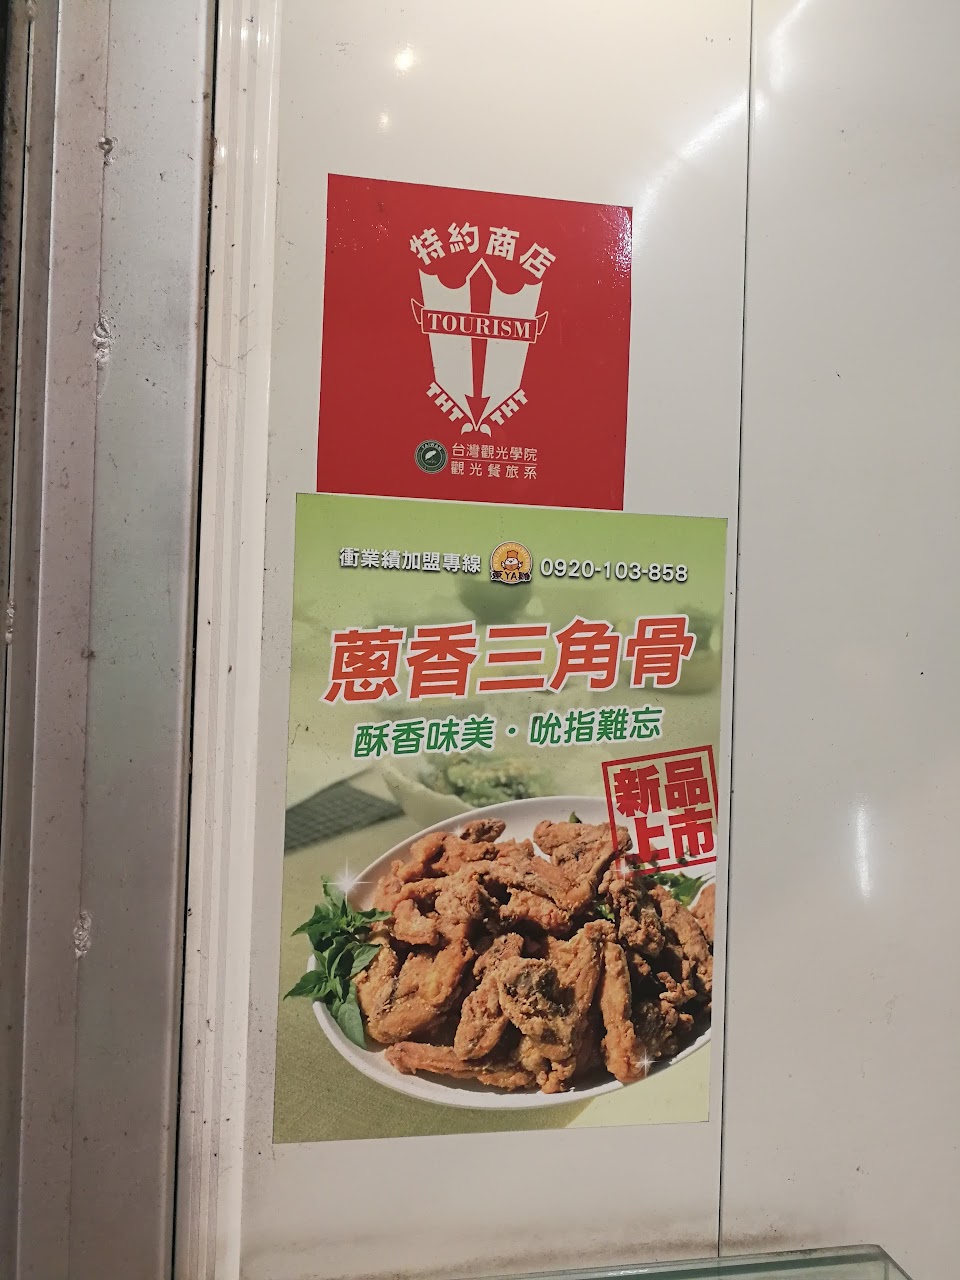 特約商店
TOURISM
THT THT
TAIWAN
台灣觀光學院
觀光餐旅系
衝業績加盟專線 YA 0920-103-858
蔥香三角骨
酥香味美・吮指難忘
新品
上市